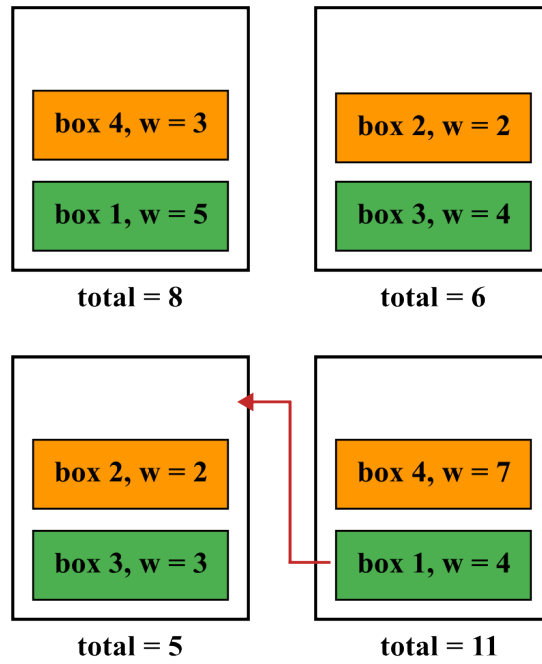 box 4, w = 3
box 1, w = 5
total = 8
box 2, w = 2
box 3, w = 4
total = 6
box 2, w = 2
box 3, w = 3
total = 5
box 4, w = 7
box 1, w = 4
total = 11